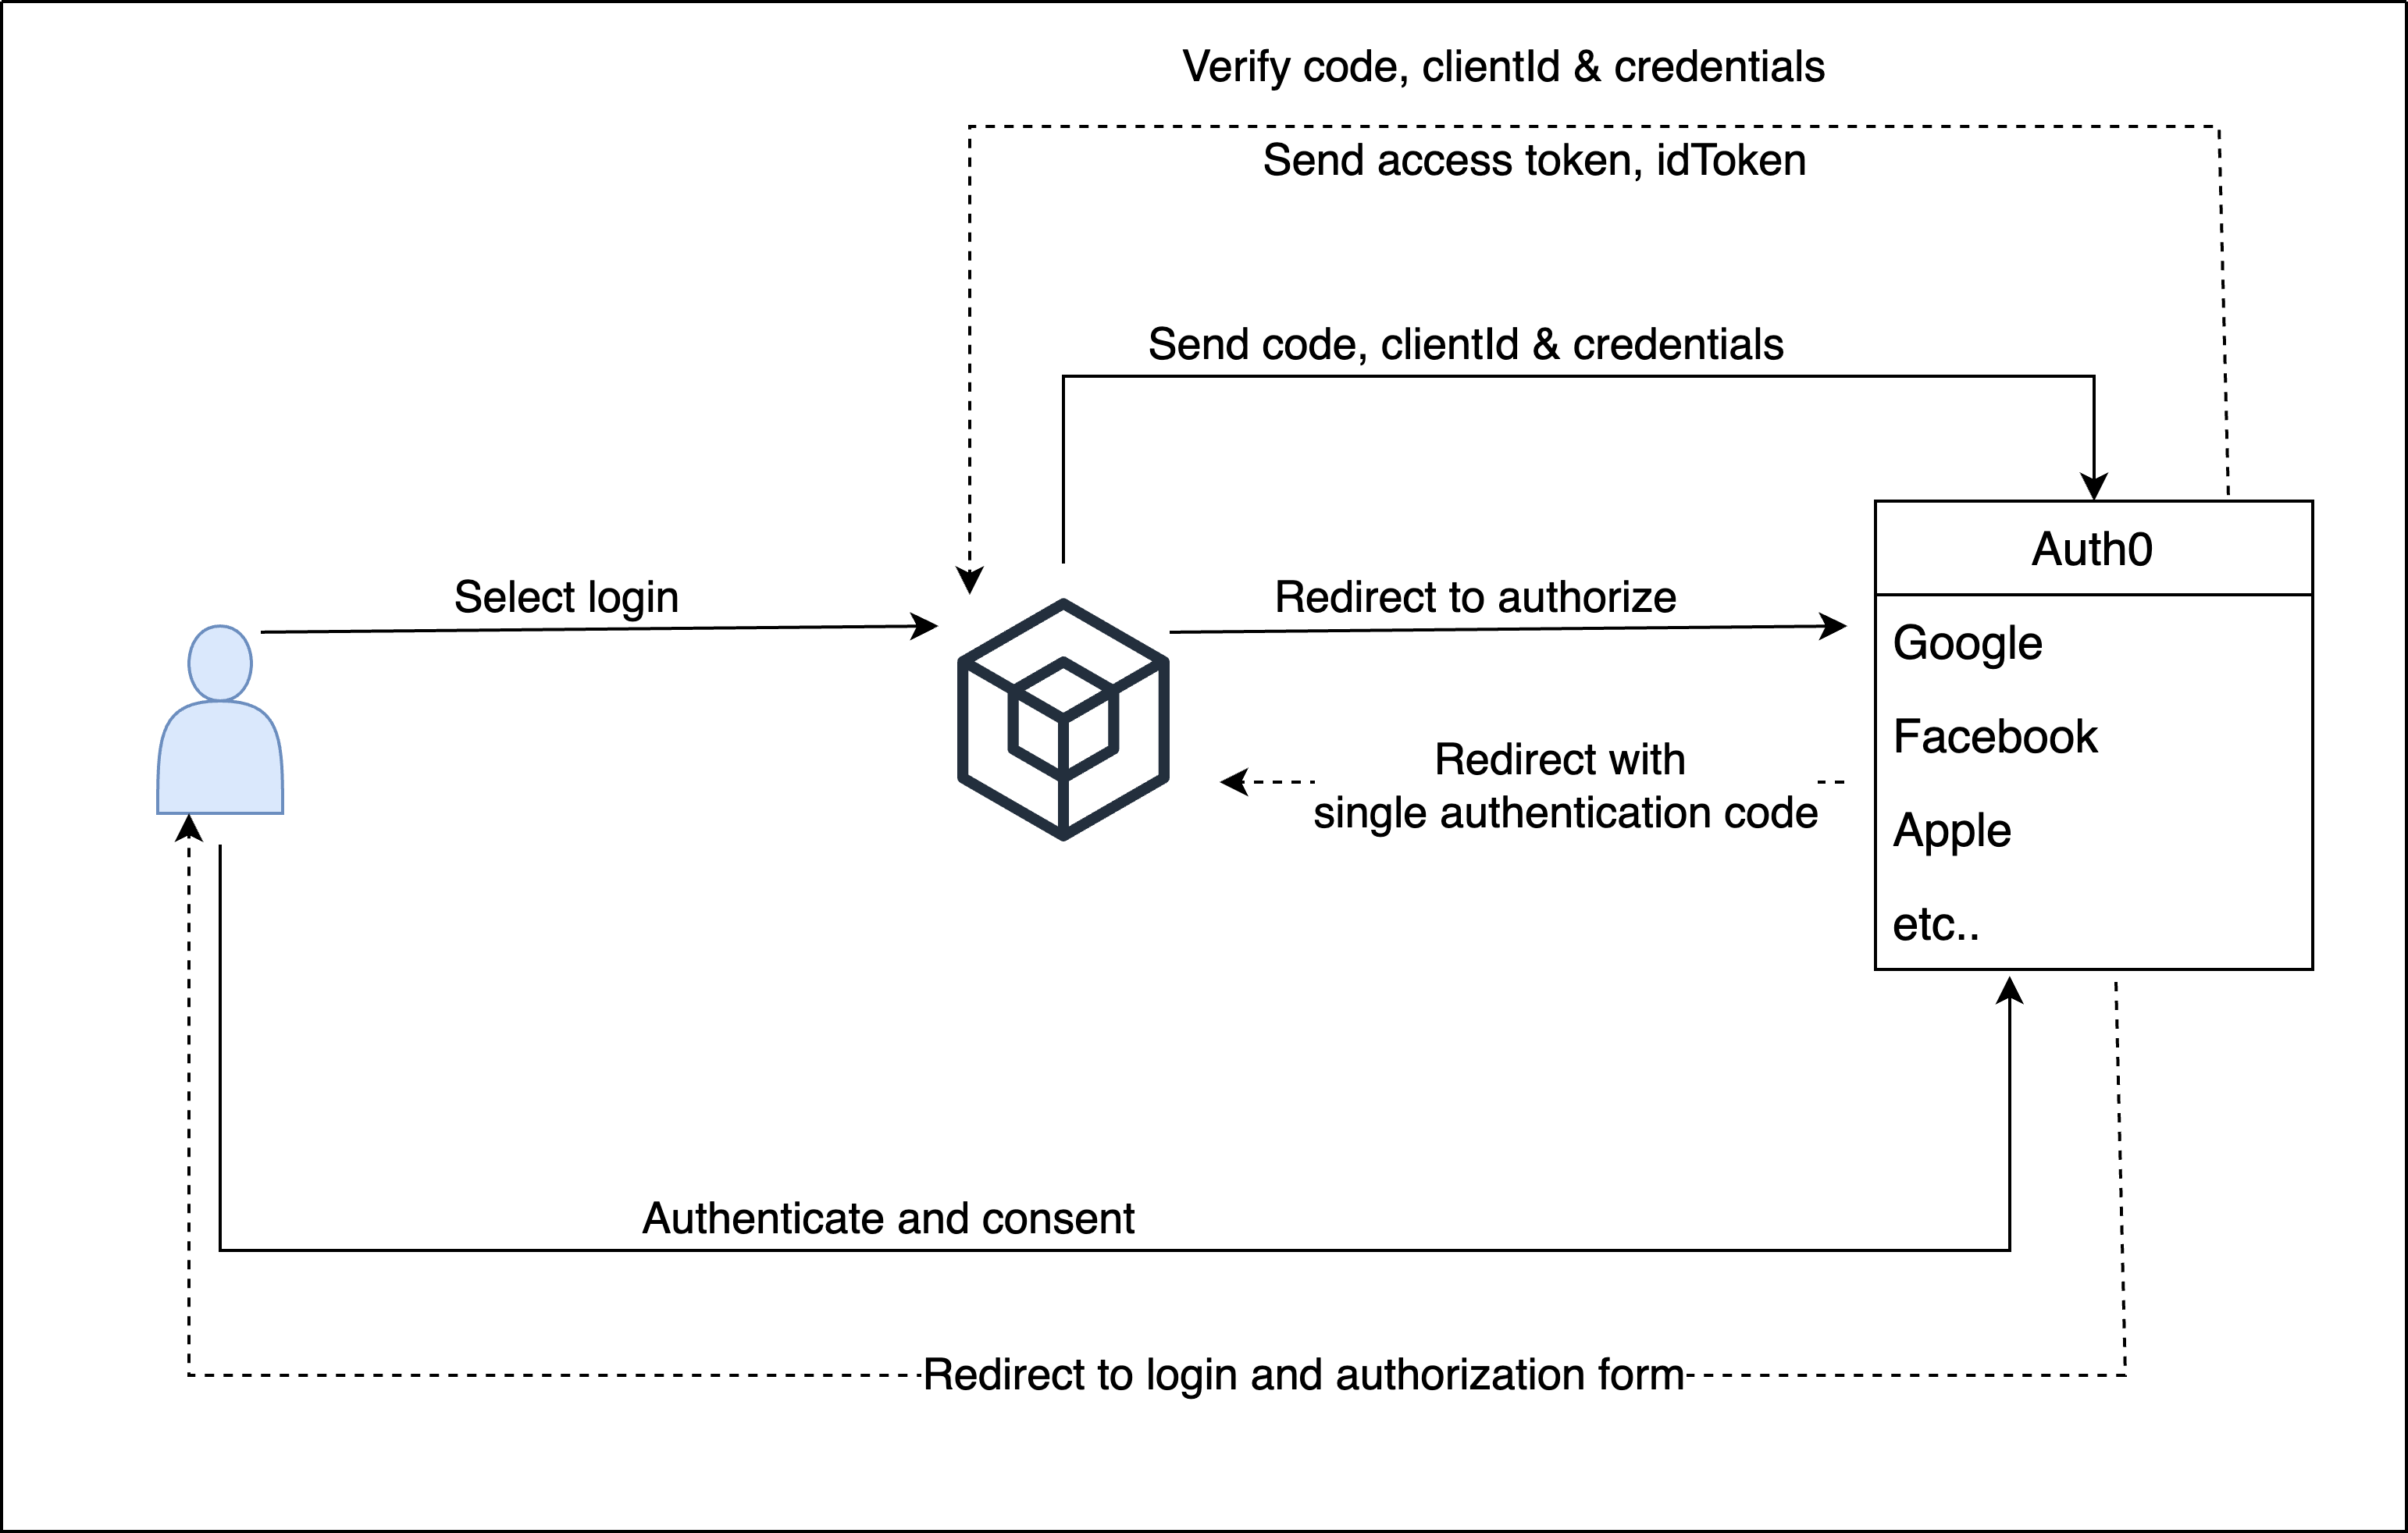 Verify code, clientId & credentials
Send access token, idToken
Send code, clientId & credentials
Select login
Redirect to authorize
Auth0
Google
Facebook
Apple
etc..
Redirect with
single authentication code
Authenticate and consent
Redirect to login and authorization form